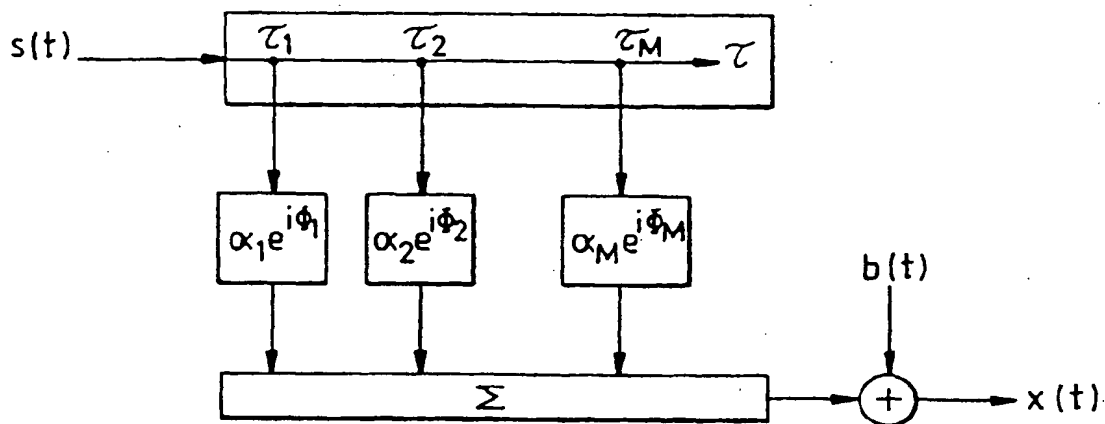 s(t) τ1 τ2 τM τ
α1e^iΦ1 α2e^iΦ2 αMe^iΦM
b(t)
Σ + x(t)